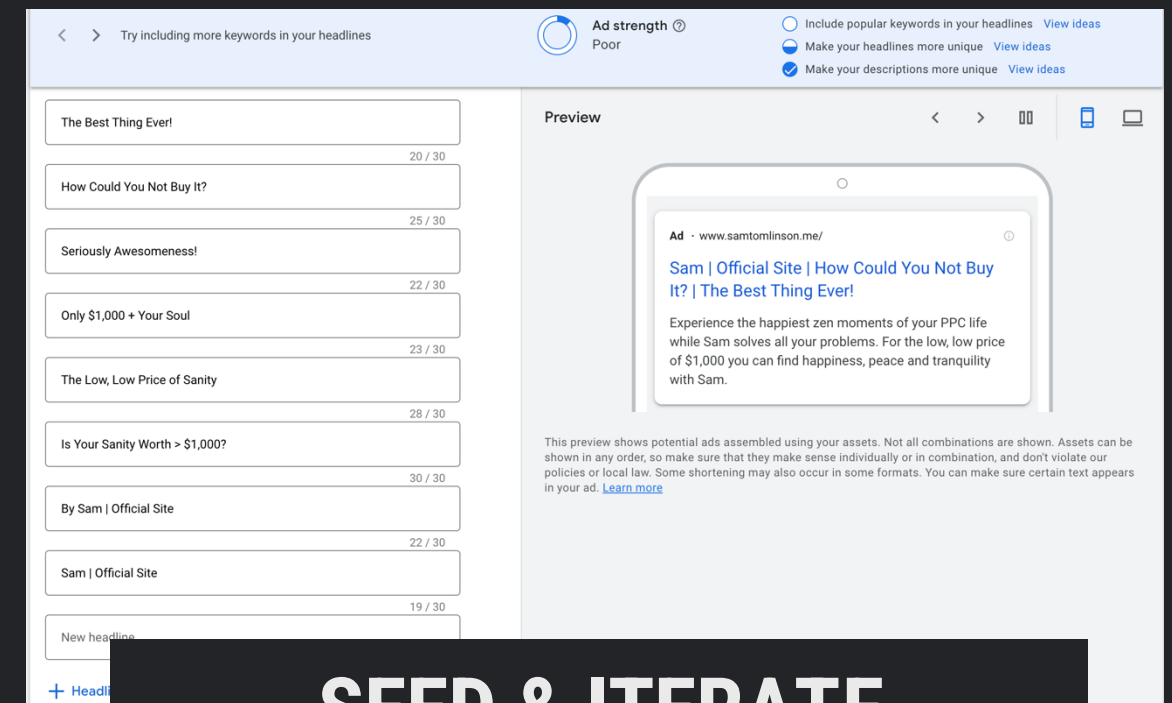 Try including more keywords in your headlines
Ad strength
Poor
Include popular keywords in your headlines View ideas
Make your headlines more unique View ideas
Make your descriptions more unique View ideas
The Best Thing Ever!
20 / 30
How Could You Not Buy It?
25 / 30
Seriously Awesomeness!
22 / 30
Only $1,000 + Your Soul
23 / 30
The Low, Low Price of Sanity
28 / 30
Is Your Sanity Worth > $1,000?
30 / 30
By Sam | Official Site
22 / 30
Sam | Official Site
19 / 30
New headline
+ Headli
Preview
Ad · www.samtomlinson.me/
Sam | Official Site | How Could You Not Buy
It? | The Best Thing Ever!
Experience the happiest zen moments of your PPC life
while Sam solves all your problems. For the low, low price
of $1,000 you can find happiness, peace and tranquility
with Sam.
This preview shows potential ads assembled using your assets. Not all combinations are shown. Assets can be
shown in any order, so make sure that they make sense individually or in combination, and don't violate our
policies or local law. Some shortening may also occur in some formats. You can make sure certain text appears
in your ad. Learn more
SEED & ITERATE